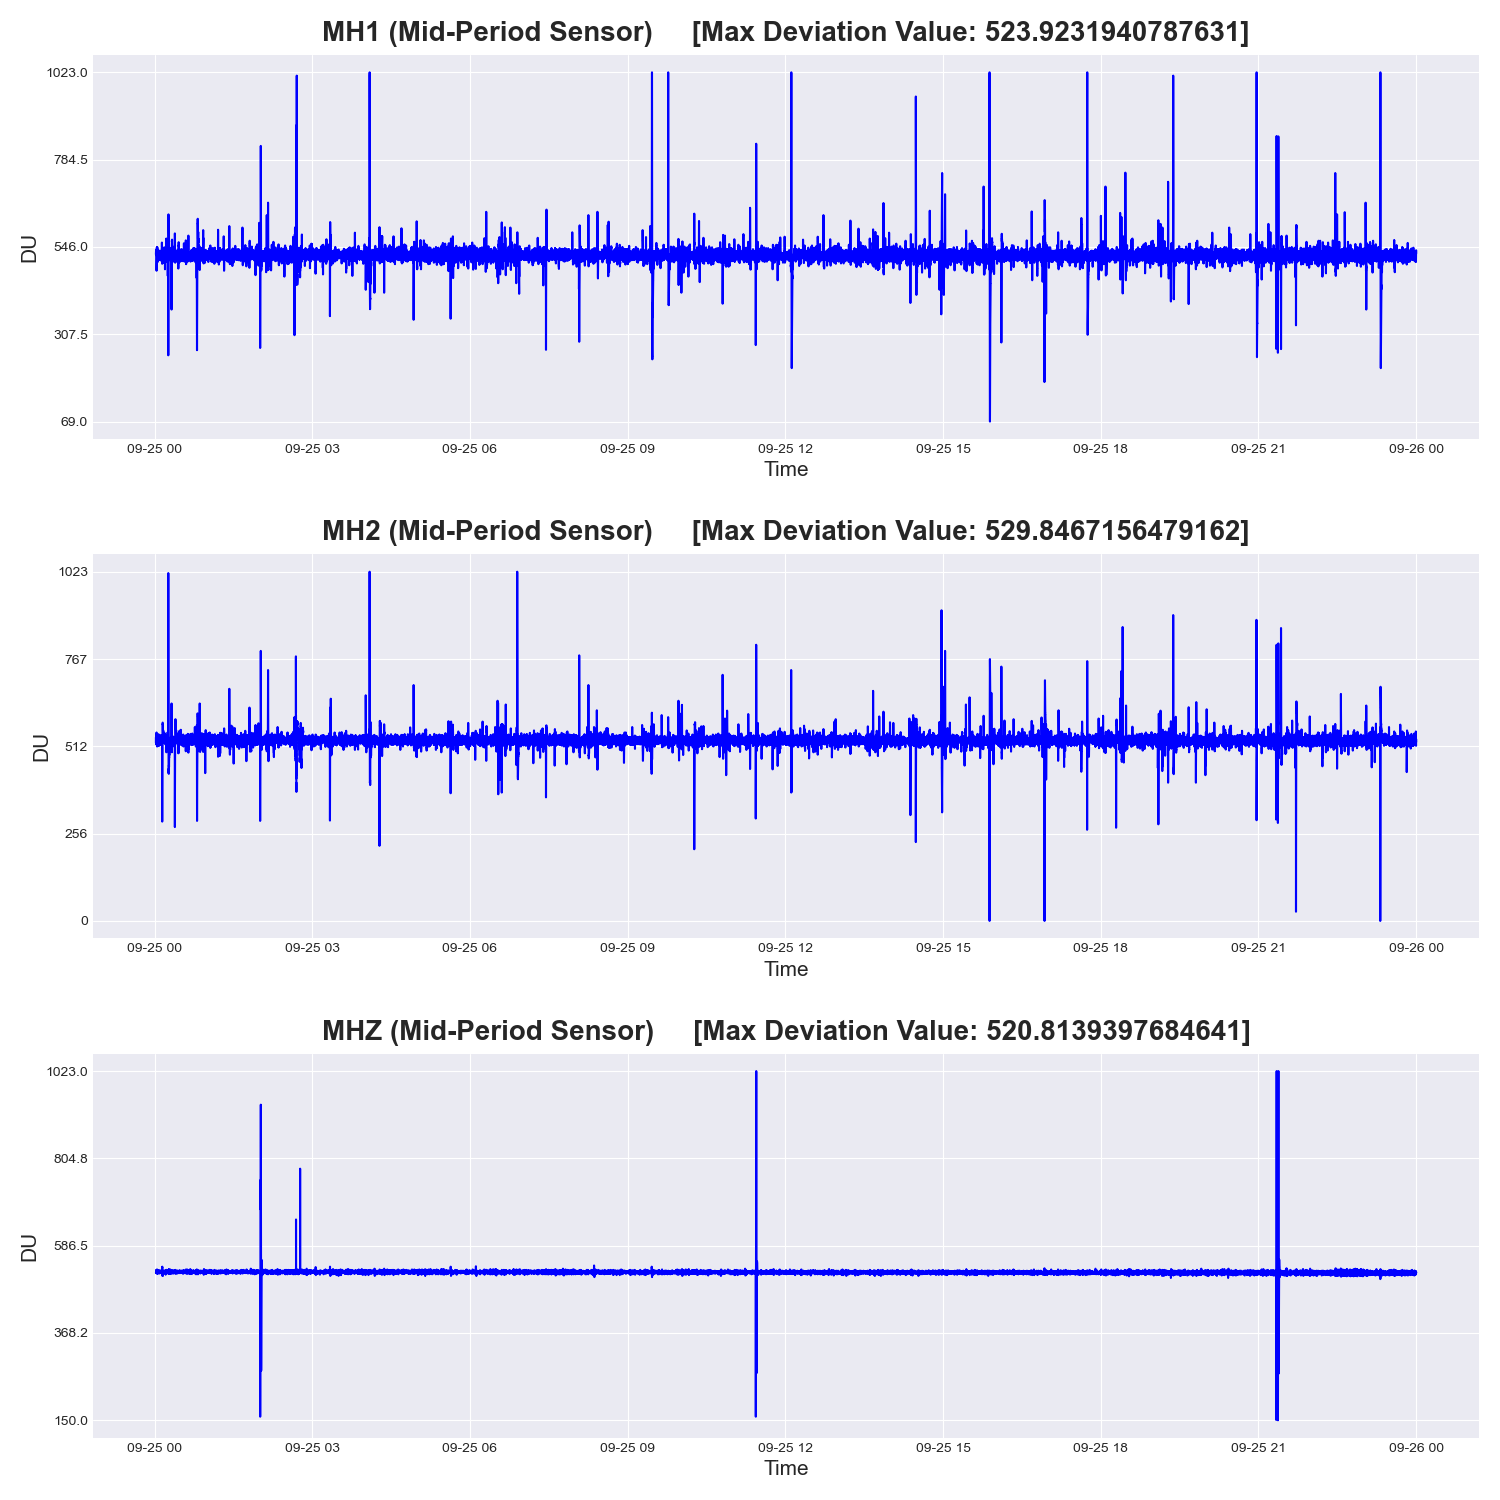 MH1 (Mid-Period Sensor) [Max Deviation Value: 523.9231940787631]
1023.0
784.5
546.0
307.5
69.0
DU
09-25 00 09-25 03 09-25 06 09-25 09 09-25 12 09-25 15 09-25 18 09-25 21 09-26 00
Time
MH2 (Mid-Period Sensor) [Max Deviation Value: 529.8467156479162]
1023
767
512
256
0
DU
09-25 00 09-25 03 09-25 06 09-25 09 09-25 12 09-25 15 09-25 18 09-25 21 09-26 00
Time
MHZ (Mid-Period Sensor) [Max Deviation Value: 520.8139397684641]
1023.0
804.8
586.5
368.2
150.0
DU
09-25 00 09-25 03 09-25 06 09-25 09 09-25 12 09-25 15 09-25 18 09-25 21 09-26 00
Time